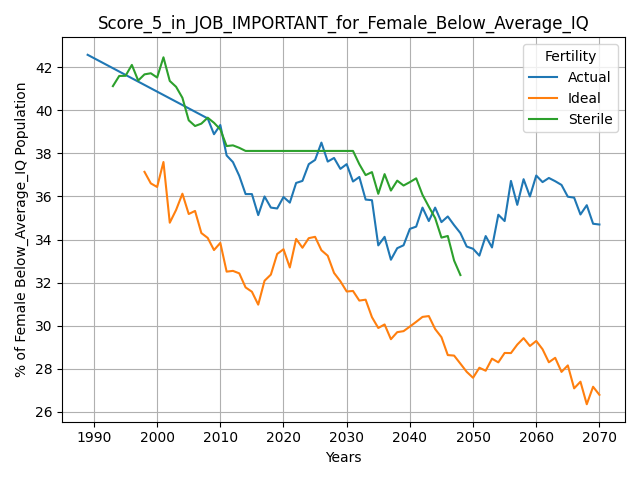 Score_5_in_JOB_IMPORTANT_for_Female_Below_Average_IQ
% of Female Below_Average_IQ Population
42
40
38
36
34
32
30
28
26
Fertility
Actual
Ideal
Sterile
1990 2000 2010 2020 2030 2040 2050 2060 2070
Years